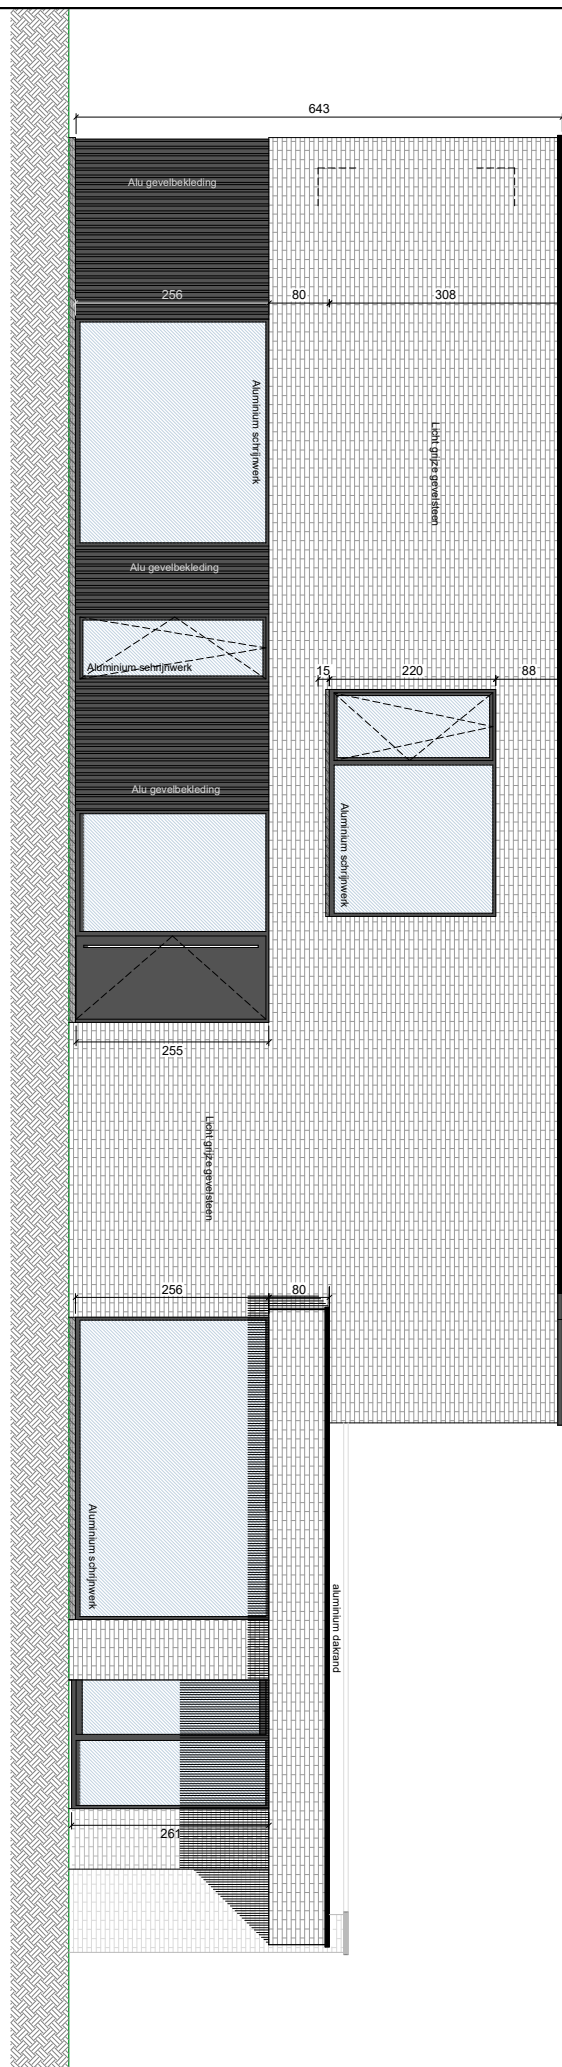 643
Alu gevelbekleding
256
80
308
Aluminium schrijnwerk
Licht grijze gevelsteen
Alu gevelbekleding
Aluminium schrijnwerk
15
220
88
Alu gevelbekleding
Aluminium schrijnwerk
255
Licht grijze gevelsteen
256
80
Aluminium schrijnwerk
aluminium dakrand
261